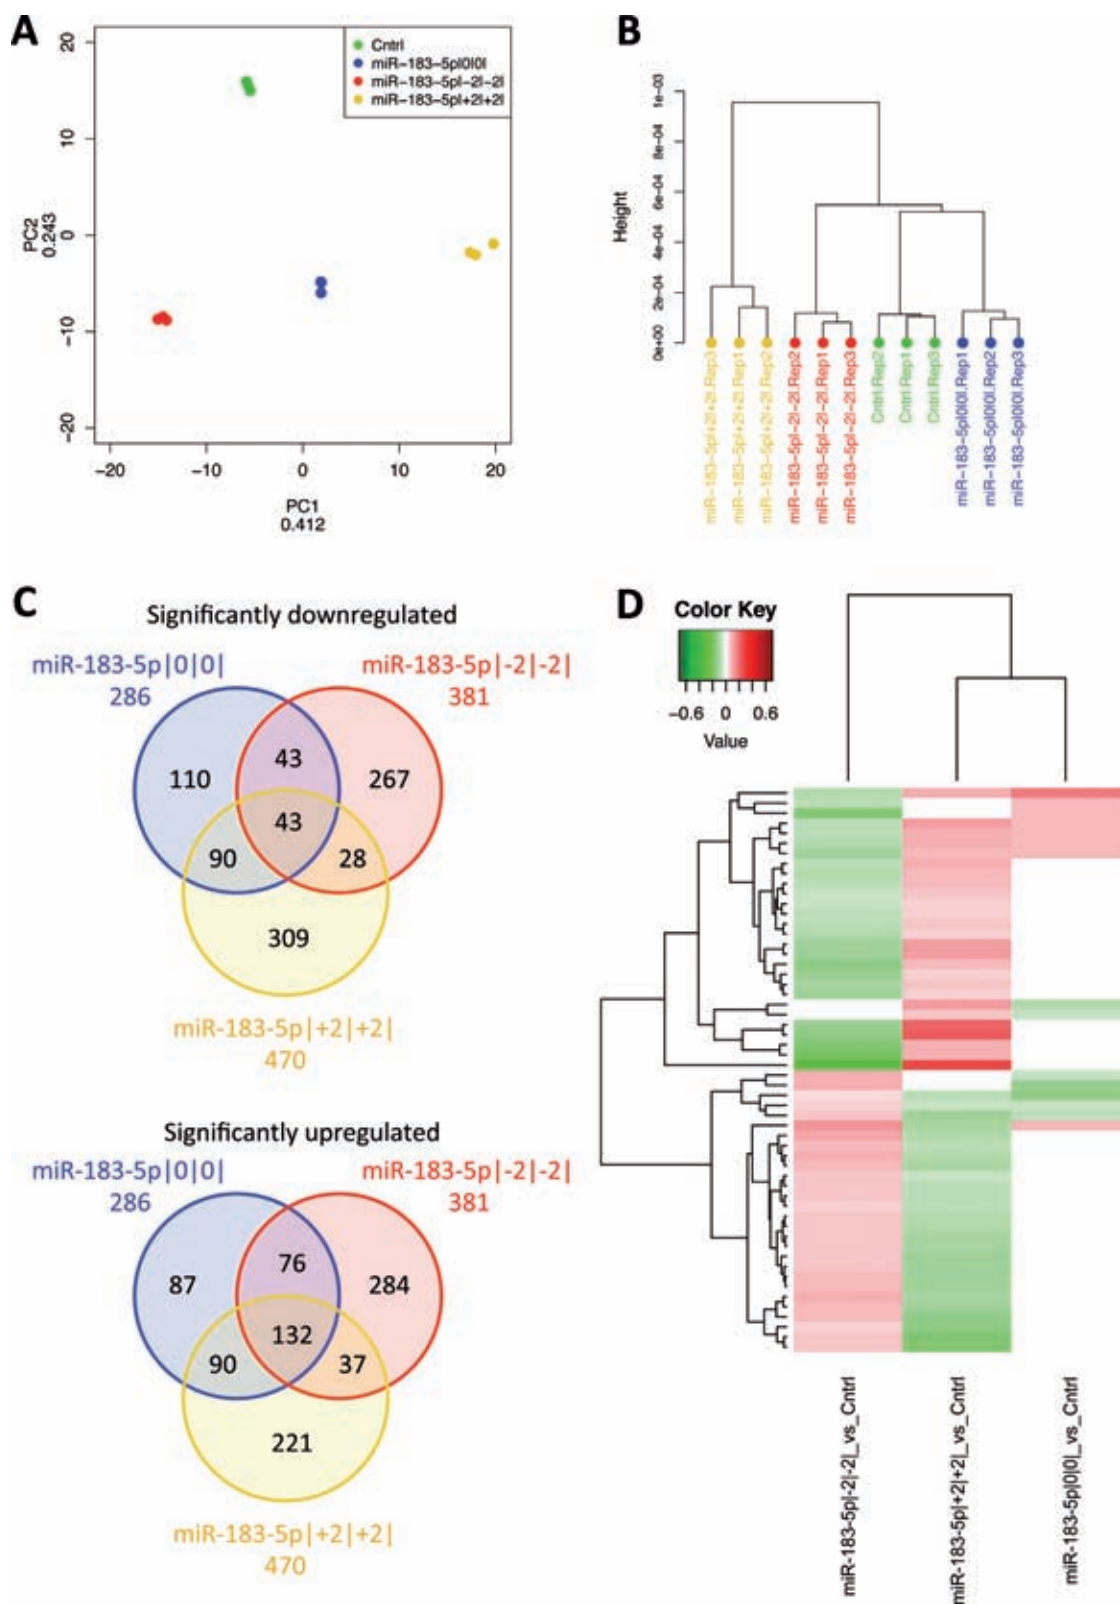 A
20
10
0
−10
−20
PC2
0.243
−20
−10
0
10
20
PC1
0.412
Cntrl
miR−183−5p|0|0|
miR−183−5p|−2|−2|
miR−183−5p|+2|+2|
B
Height
0e+00
2e−04
4e−04
6e−04
8e−04
1e−03
miR−183−5p|+2|+2|.Rep3
miR−183−5p|+2|+2|.Rep1
miR−183−5p|+2|+2|.Rep2
miR−183−5p|−2|−2|.Rep2
miR−183−5p|−2|−2|.Rep1
miR−183−5p|−2|−2|.Rep3
Cntrl.Rep2
Cntrl.Rep1
Cntrl.Rep3
miR−183−5p|0|0|.Rep1
miR−183−5p|0|0|.Rep2
miR−183−5p|0|0|.Rep3
C
Significantly downregulated
miR-183-5p|0|0|
286
miR-183-5p|-2|-2|
381
110
43
267
43
90
28
309
miR-183-5p|+2|+2|
470
Significantly upregulated
miR-183-5p|0|0|
286
miR-183-5p|-2|-2|
381
87
76
284
132
90
37
221
miR-183-5p|+2|+2|
470
D
Color Key
−0.6
0
0.6
Value
miR-183-5p|-2|-2|_vs_Cntrl
miR-183-5p|+2|+2|_vs_Cntrl
miR-183-5p|0|0|_vs_Cntrl